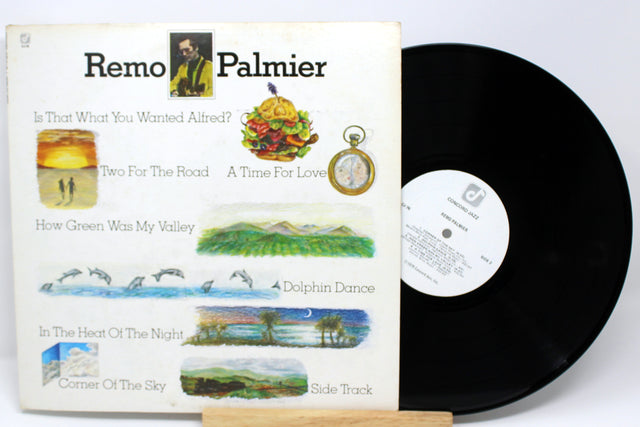 Remo Palmier
Is That What You Wanted Alfred?
Two For The Road
A Time For Love
How Green Was My Valley
Dolphin Dance
In The Heat Of The Night
Corner Of The Sky
Side Track
CONCORD JAZZ
REMO PALMIER
SIDE 2